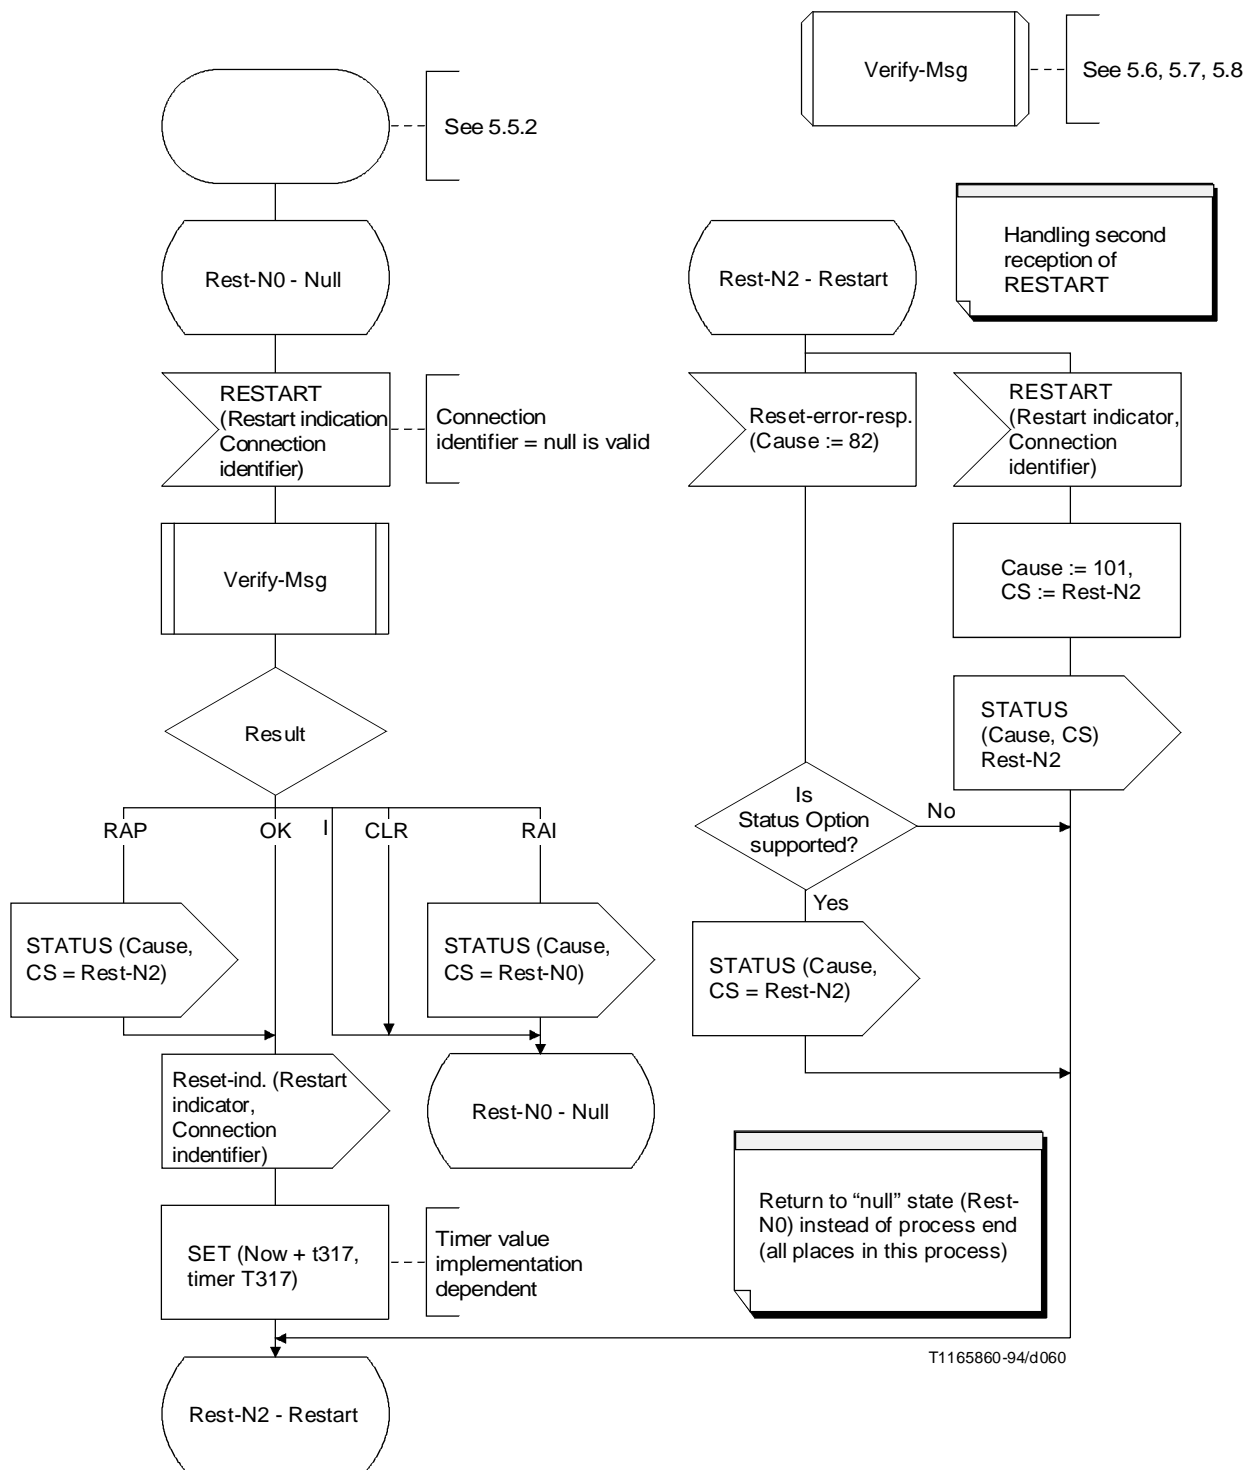 Verify-Msg
See 5.6, 5.7, 5.8
See 5.5.2
Rest-N0 - Null
Rest-N2 - Restart
Handling second
reception of
RESTART
RESTART
(Restart indication
Connection
identifier)
Connection
identifier = null is valid
Reset-error-resp.
(Cause := 82)
RESTART
(Restart indicator,
Connection
identifier)
Verify-Msg
Cause := 101,
CS := Rest-N2
Result
STATUS
(Cause, CS)
Rest-N2
RAP
OK
I
CLR
RAI
Is
Status Option
supported?
No
Yes
STATUS (Cause,
CS = Rest-N2)
STATUS (Cause,
CS = Rest-N0)
STATUS (Cause,
CS = Rest-N2)
Reset-ind. (Restart
indicator,
Connection
indentifier)
Rest-N0 - Null
Return to “null” state (Rest-
N0) instead of process end
(all places in this process)
SET (Now + t317,
timer T317)
Timer value
implementation
dependent
T1165860-94/d060
Rest-N2 - Restart